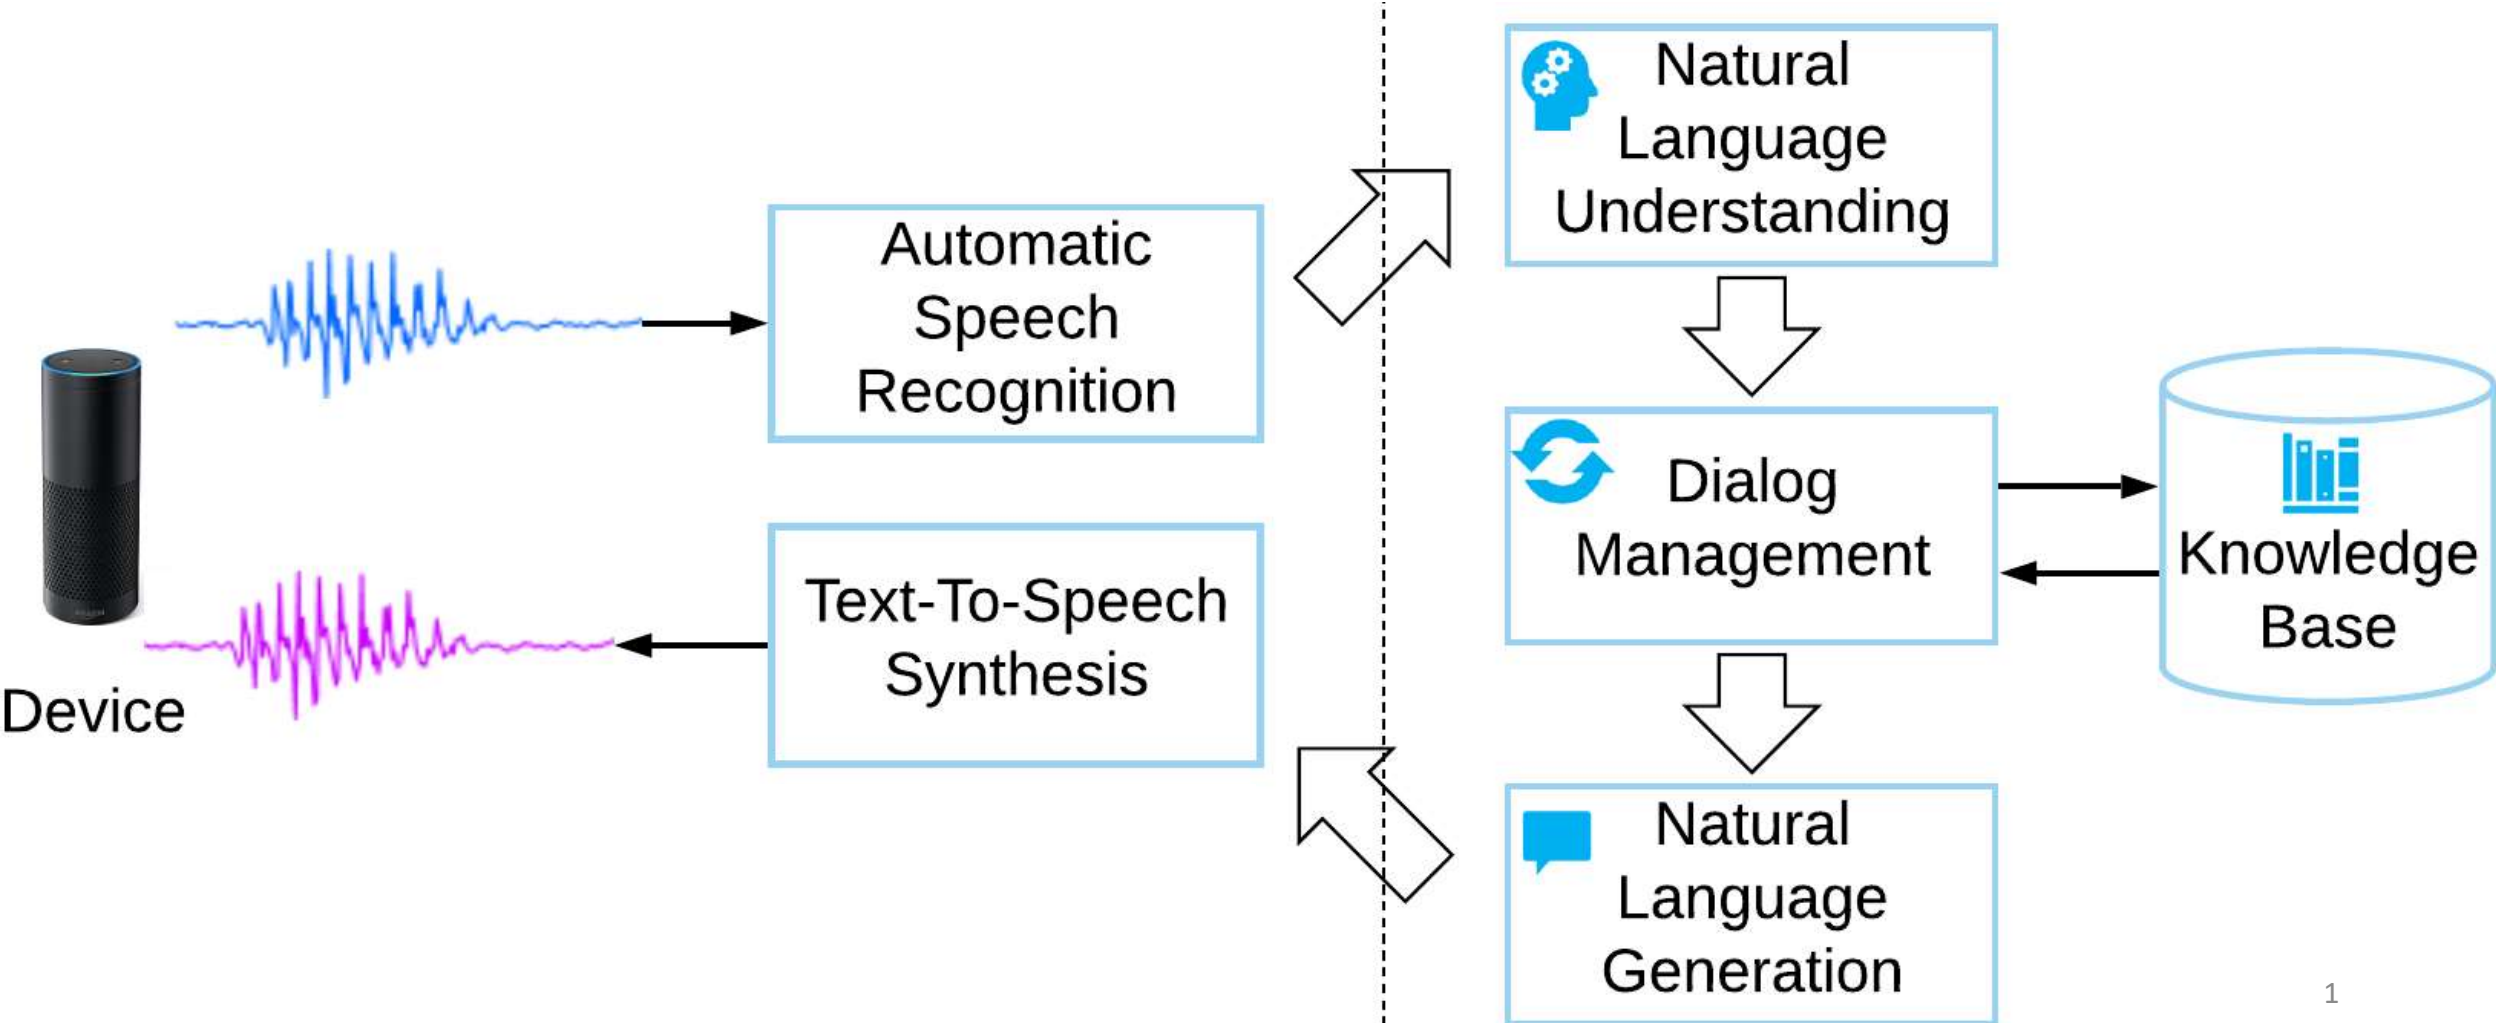 Natural
Language
Understanding
Automatic
Speech
Recognition
Dialog
Management
Knowledge
Base
Text-To-Speech
Synthesis
Device
Natural
Language
Generation
1